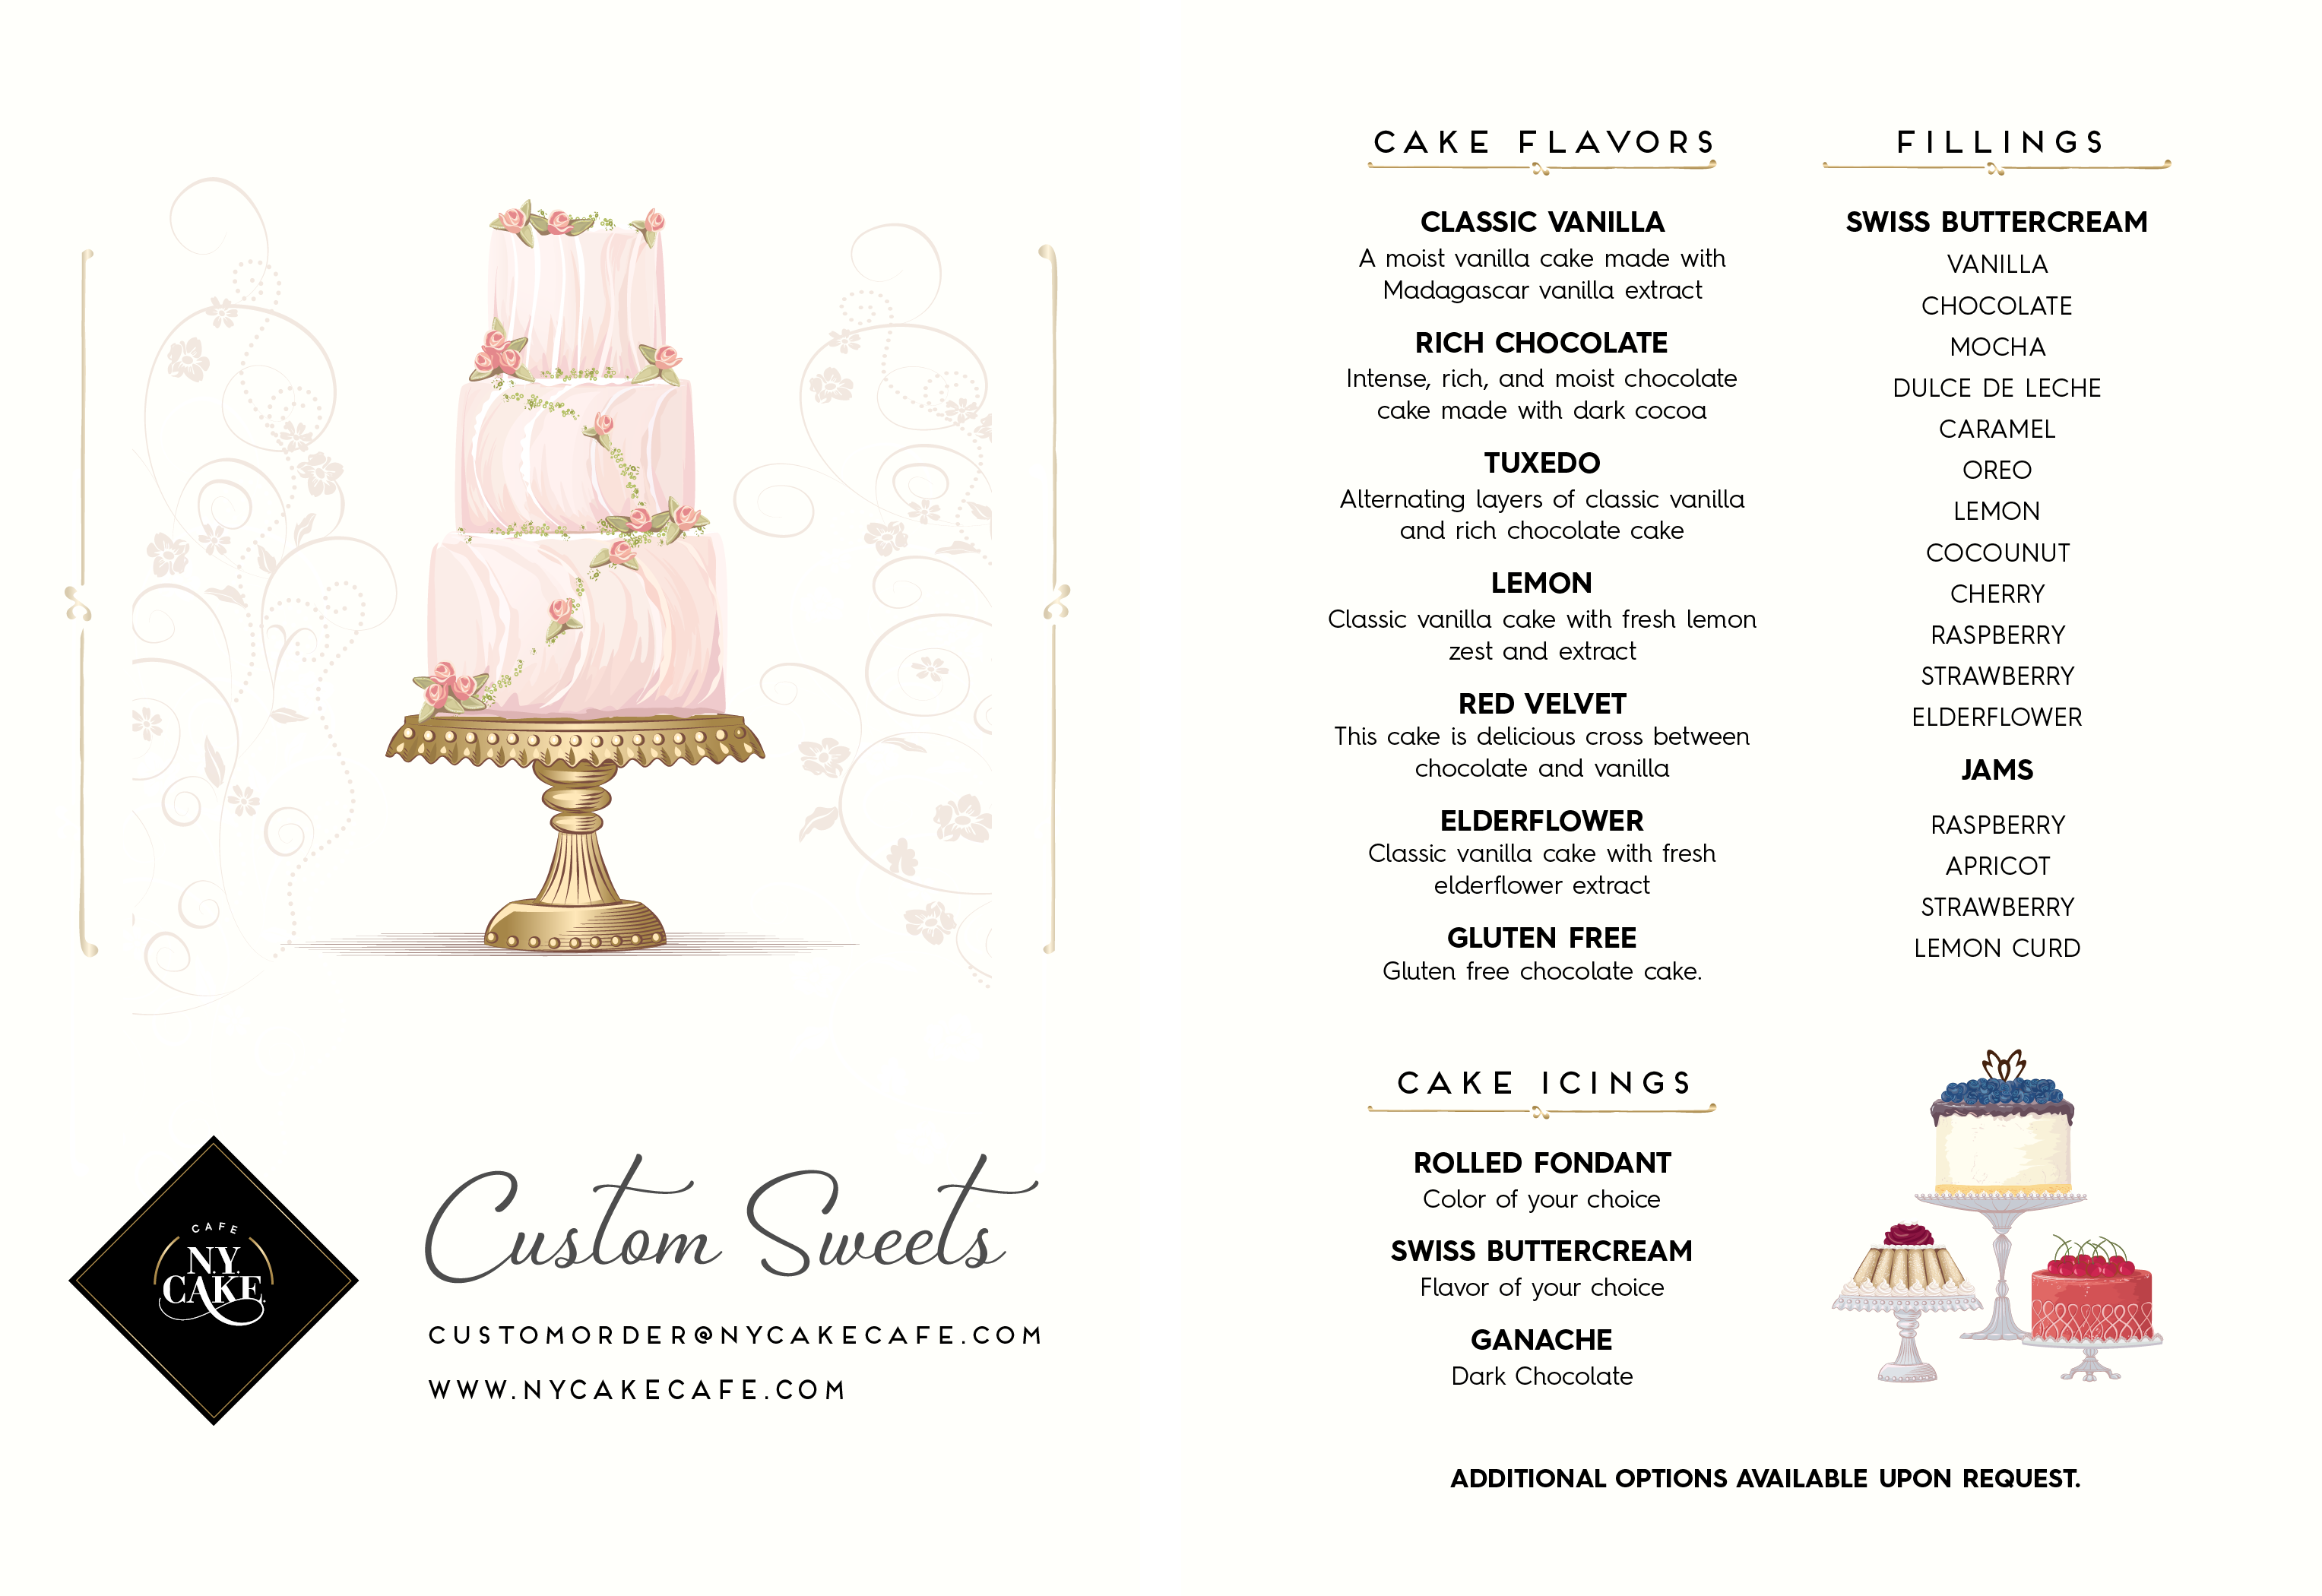 CAFE
N.Y.
CAKE.
Custom Sweets
CUSTOMORDER@NYCAKECAFE.COM
WWW.NYCAKECAFE.COM
CAKE FLAVORS
CLASSIC VANILLA
A moist vanilla cake made with
Madagascar vanilla extract
RICH CHOCOLATE
Intense, rich, and moist chocolate
cake made with dark cocoa
TUXEDO
Alternating layers of classic vanilla
and rich chocolate cake
LEMON
Classic vanilla cake with fresh lemon
zest and extract
RED VELVET
This cake is delicious cross between
chocolate and vanilla
ELDERFLOWER
Classic vanilla cake with fresh
elderflower extract
GLUTEN FREE
Gluten free chocolate cake.
FILLINGS
SWISS BUTTERCREAM
VANILLA
CHOCOLATE
MOCHA
DULCE DE LECHE
CARAMEL
OREO
LEMON
COCOUNUT
CHERRY
RASPBERRY
STRAWBERRY
ELDERFLOWER
JAMS
RASPBERRY
APRICOT
STRAWBERRY
LEMON CURD
CAKE ICINGS
ROLLED FONDANT
Color of your choice
SWISS BUTTERCREAM
Flavor of your choice
GANACHE
Dark Chocolate
ADDITIONAL OPTIONS AVAILABLE UPON REQUEST.